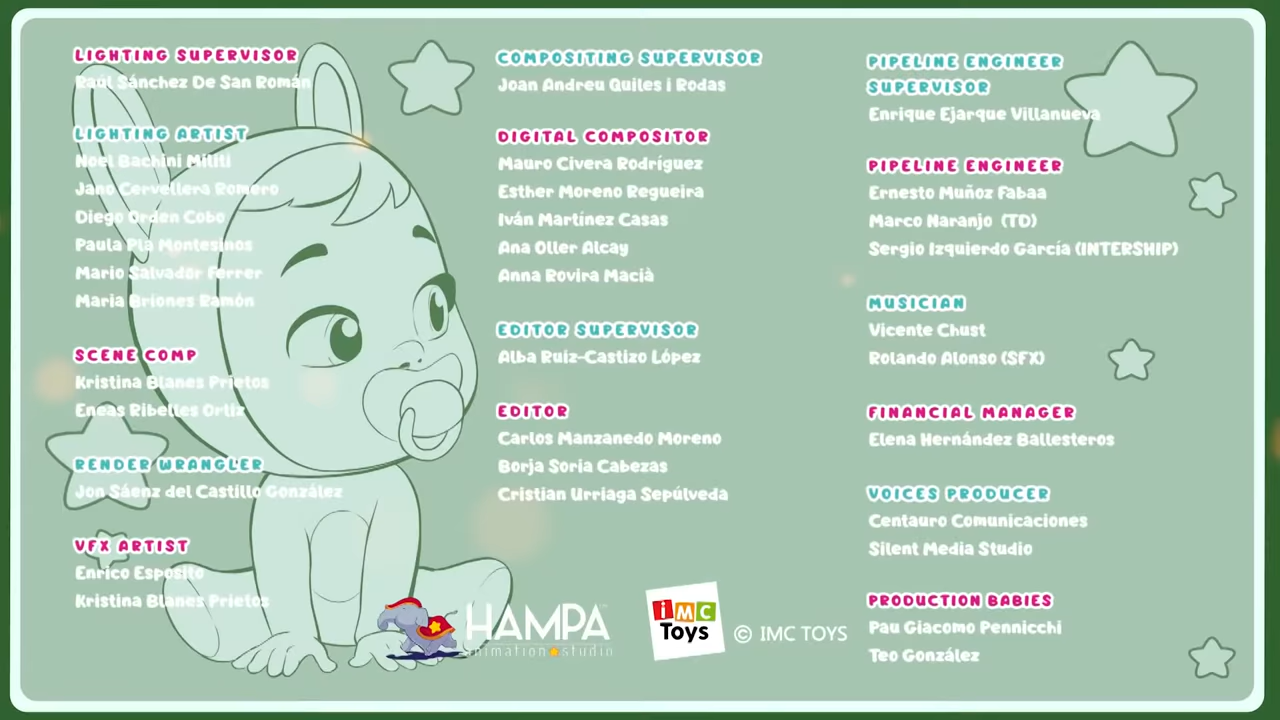 LIGHTING SUPERVISOR
Raúl Sánchez De San Román
LIGHTING ARTIST
Noel Bachini Militi
Jano Cervellera Romero
Diego Orden Cobo
Paula Pla Montesinos
Mario Salvador Ferrer
Maria Briones Ramón
SCENE COMP
Kristina Blanes Prietos
Eneas Ribelles Ortiz
RENDER WRANGLER
Jon Sáenz del Castillo González
VFX ARTIST
Enrico Esposito
Kristina Blanes Prietos
COMPOSITING SUPERVISOR
Joan Andreu Quiles i Rodas
DIGITAL COMPOSITOR
Mauro Civera Rodríguez
Esther Moreno Regueira
Iván Martínez Casas
Ana Oller Alcay
Anna Rovira Macià
EDITOR SUPERVISOR
Alba Ruiz-Castizo López
EDITOR
Carlos Manzanedo Moreno
Borja Soria Cabezas
Cristian Urriaga Sepúlveda
HAMPA™
animation studio
iMC
Toys
© IMC TOYS
PIPELINE ENGINEER
SUPERVISOR
Enrique Ejarque Villanueva
PIPELINE ENGINEER
Ernesto Muñoz Fabaa
Marco Naranjo (TD)
Sergio Izquierdo García (INTERSHIP)
MUSICIAN
Vicente Chust
Rolando Alonso (SFX)
FINANCIAL MANAGER
Elena Hernández Ballesteros
VOICES PRODUCER
Centauro Comunicaciones
Silent Media Studio
PRODUCTION BABIES
Pau Giacomo Pennicchi
Teo González